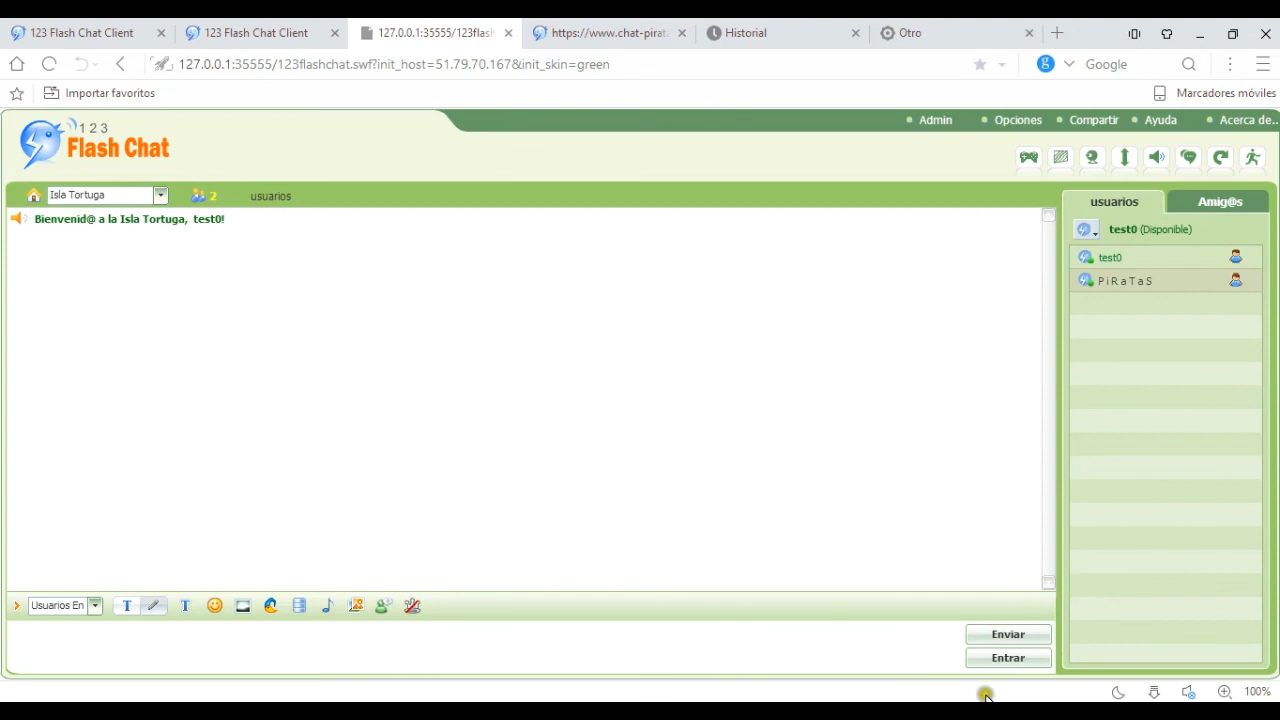 123 Flash Chat Client
123 Flash Chat Client
127.0.0.1:35555/123flash
https://www.chat-pirat
Historial
Otro
127.0.0.1:35555/123flashchat.swf?init_host=51.79.70.167&init_skin=green
Google
Importar favoritos
Marcadores móviles
123
Flash Chat
Admin
Opciones
Compartir
Ayuda
Acerca de..
Isla Tortuga
2
usuarios
Bienvenid@ a la Isla Tortuga, test0!
usuarios
Amig@s
test0 (Disponible)
test0
P i R a T a S
Usuarios En
T
T
Enviar
Entrar
100%